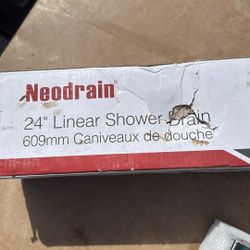 Neodrain®
24" Linear Shower Drain
609mm Caniveaux de douche